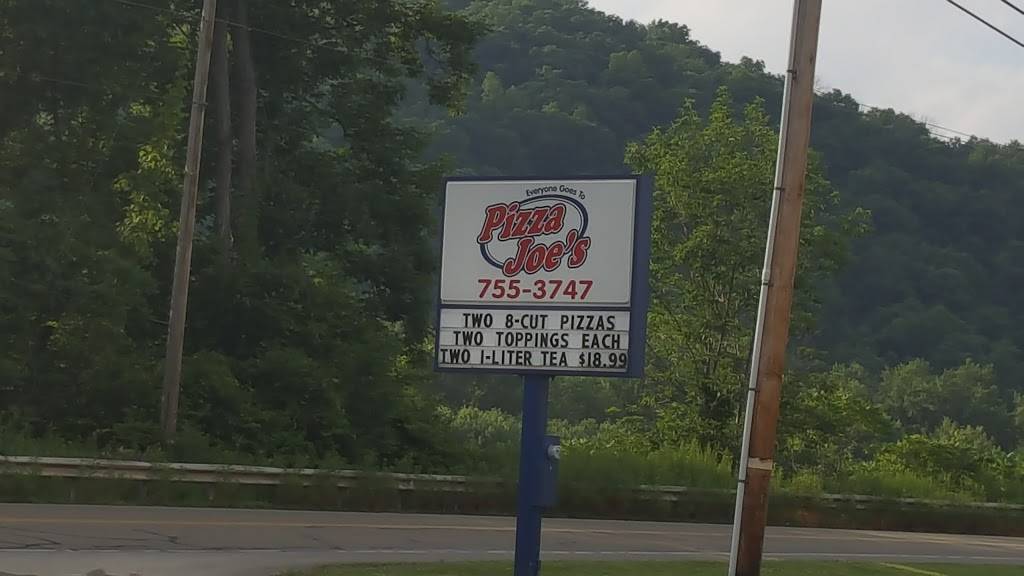 Everyone Goes To
Pizza
Joe's
755-3747
TWO 8-CUT PIZZAS
TWO TOPPINGS EACH
TWO 1-LITER TEA $18.99